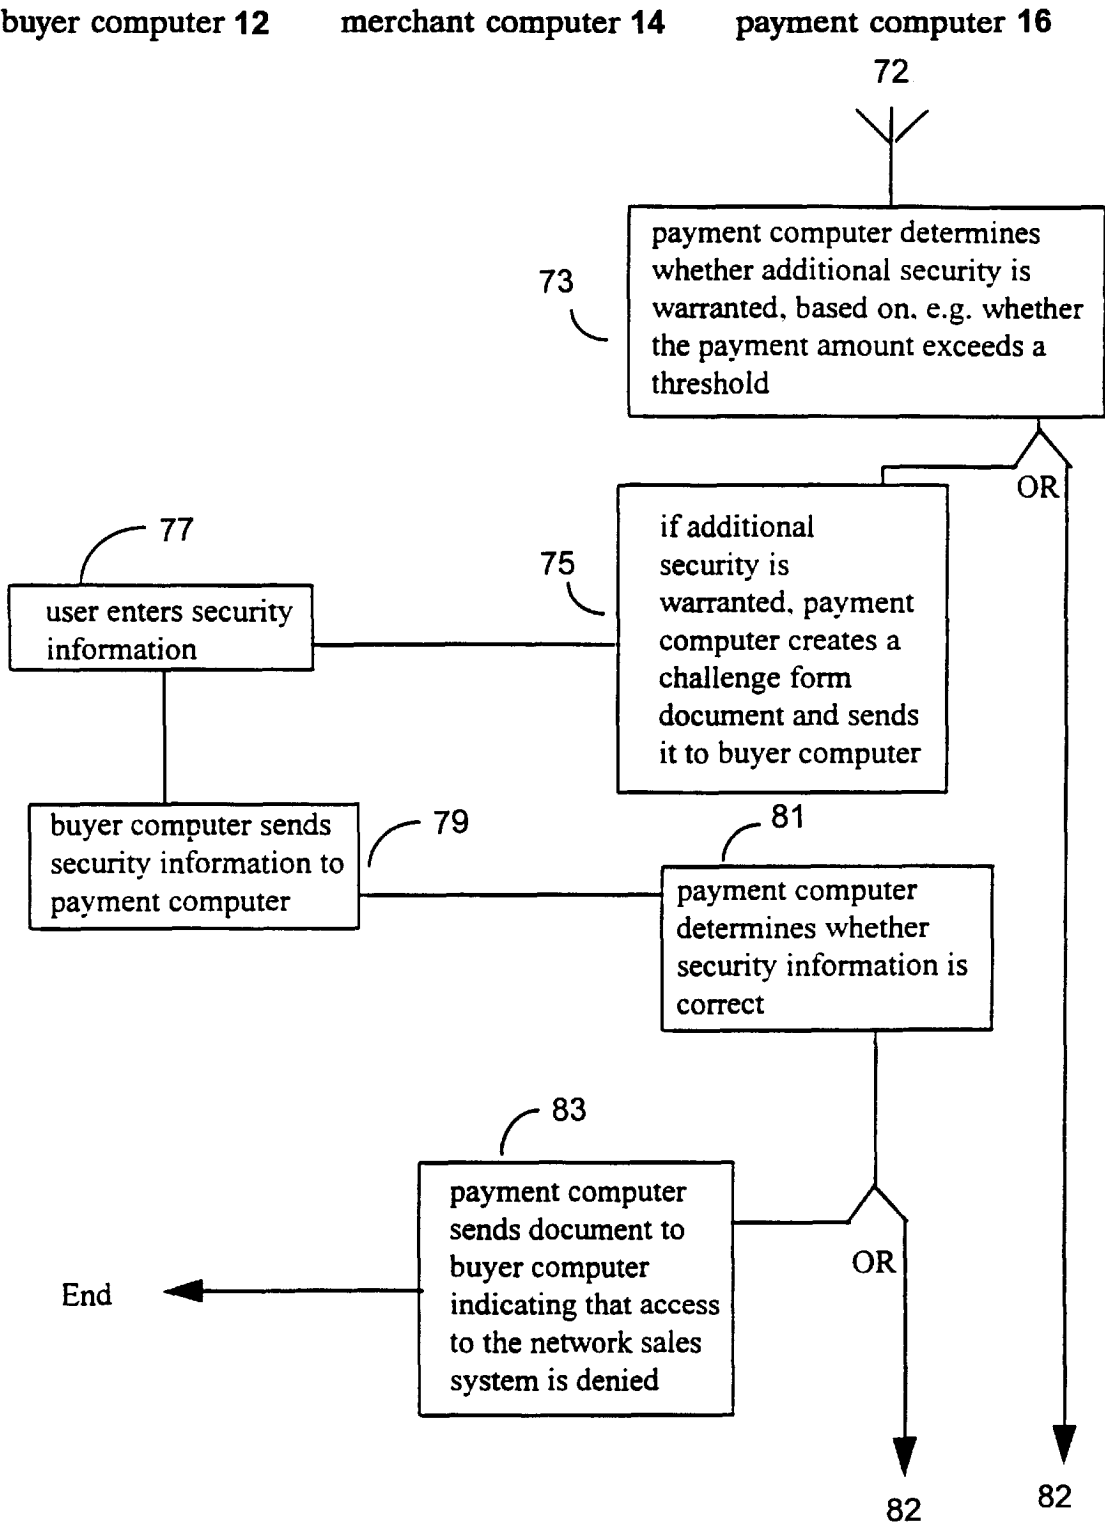 buyer computer 12 merchant computer 14 payment computer 16
72
payment computer determines
whether additional security is
warranted, based on, e.g. whether
the payment amount exceeds a
threshold
73
OR
if additional
security is
warranted, payment
computer creates a
challenge form
document and sends
it to buyer computer
75
77
user enters security
information
buyer computer sends
security information to
payment computer
79
81
payment computer
determines whether
security information is
correct
83
payment computer
sends document to
buyer computer
indicating that access
to the network sales
system is denied
OR
End
82
82